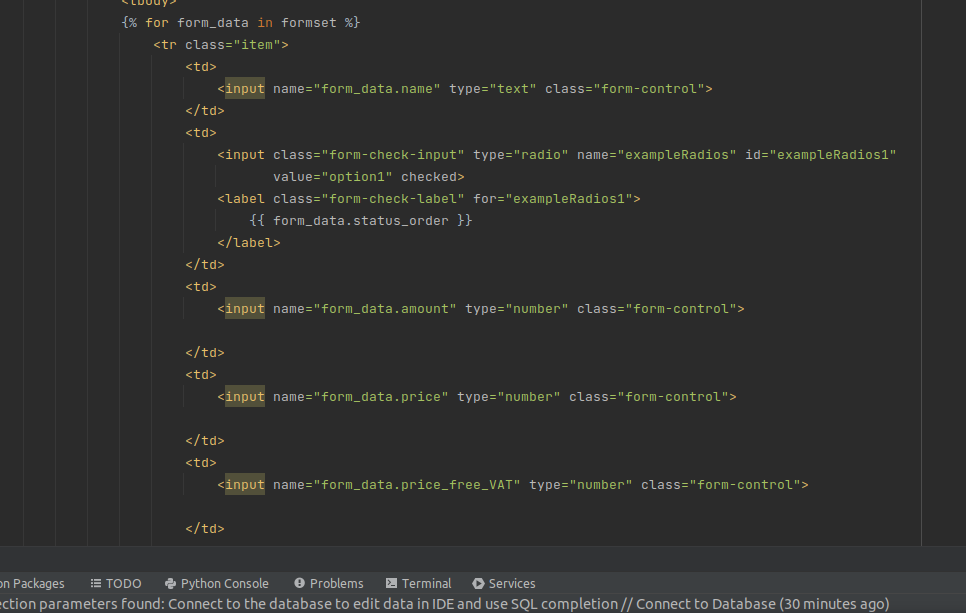 <tbody>
{% for form_data in formset %}
<tr class="item">
<td>
<input name="form_data.name" type="text" class="form-control">
</td>
<td>
<input class="form-check-input" type="radio" name="exampleRadios" id="exampleRadios1"
value="option1" checked>
<label class="form-check-label" for="exampleRadios1">
{{ form_data.status_order }}
</label>
</td>
<td>
<input name="form_data.amount" type="number" class="form-control">
</td>
<td>
<input name="form_data.price" type="number" class="form-control">
</td>
<td>
<input name="form_data.price_free_VAT" type="number" class="form-control">
</td>
on Packages TODO Python Console Problems Terminal Services
ection parameters found: Connect to the database to edit data in IDE and use SQL completion // Connect to Database (30 minutes ago)